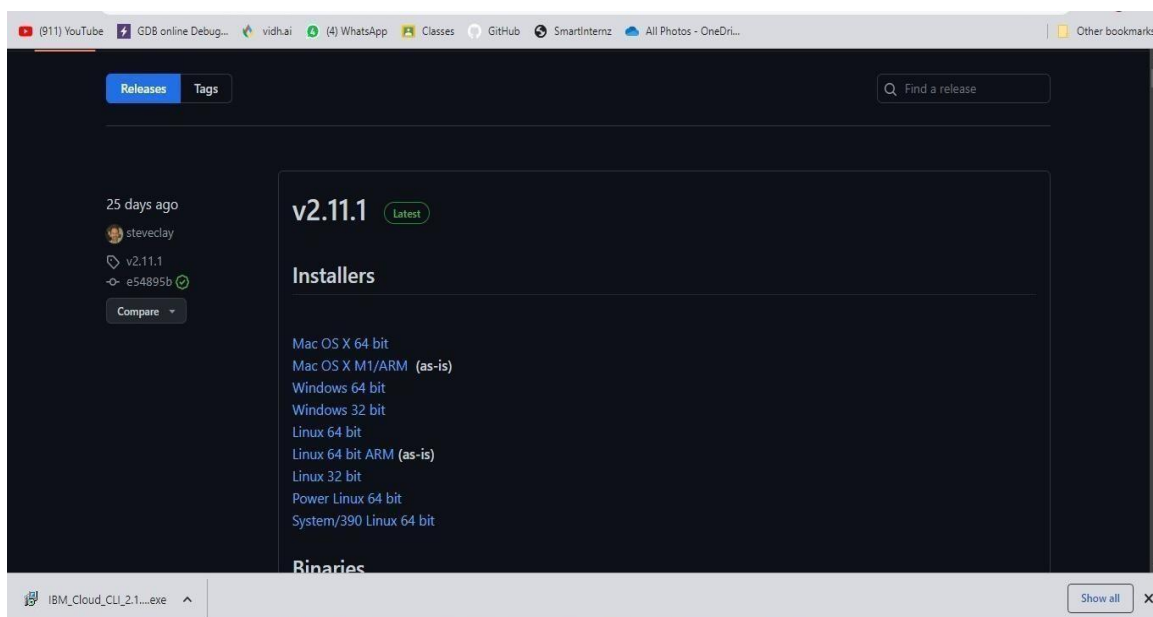 (911) YouTube GDB online Debug... vidh.ai (4) WhatsApp Classes GitHub SmartInternz All Photos - OneDri... Other bookmarks
Releases Tags Find a release
25 days ago
steveclay
v2.11.1
e54895b
Compare
v2.11.1 Latest
Installers
Mac OS X 64 bit
Mac OS X M1/ARM (as-is)
Windows 64 bit
Windows 32 bit
Linux 64 bit
Linux 64 bit ARM (as-is)
Linux 32 bit
Power Linux 64 bit
System/390 Linux 64 bit
Binaries
IBM_Cloud_CLI_2.1....exe Show all